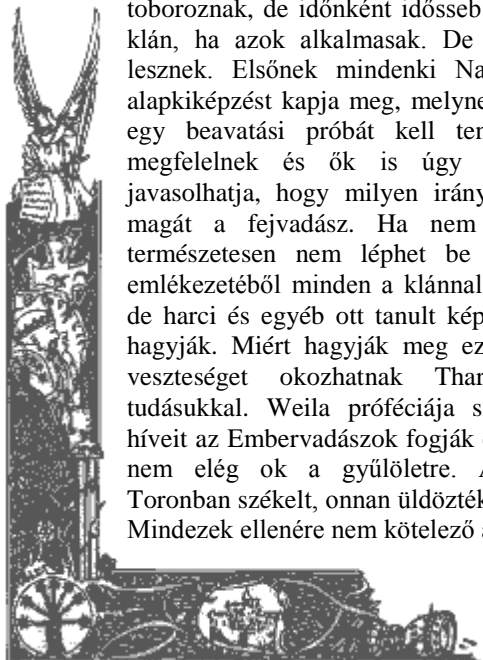 toboroznak, de időnként idősseb
klán, ha azok alkalmasak. De
lesznek. Elsőnek mindenki Na
alapkiképzést kapja meg, melyne
egy beavatási próbát kell ten
megfelelnek és ők is úgy
javasolhatja, hogy milyen irány
magát a fejvadász. Ha nem
természetesen nem léphet be
emlékezetéből minden a klánnal
de harci és egyéb ott tanult kép
hagyják. Miért hagyják meg ez
veszteséget okozhatnak Thar
tudásukkal. Weila próféciája s
híveit az Embervadászok fogják
nem elég ok a gyűlöletre. A
Toronban székelt, onnan üldözték
Mindezek ellenére nem kötelező a